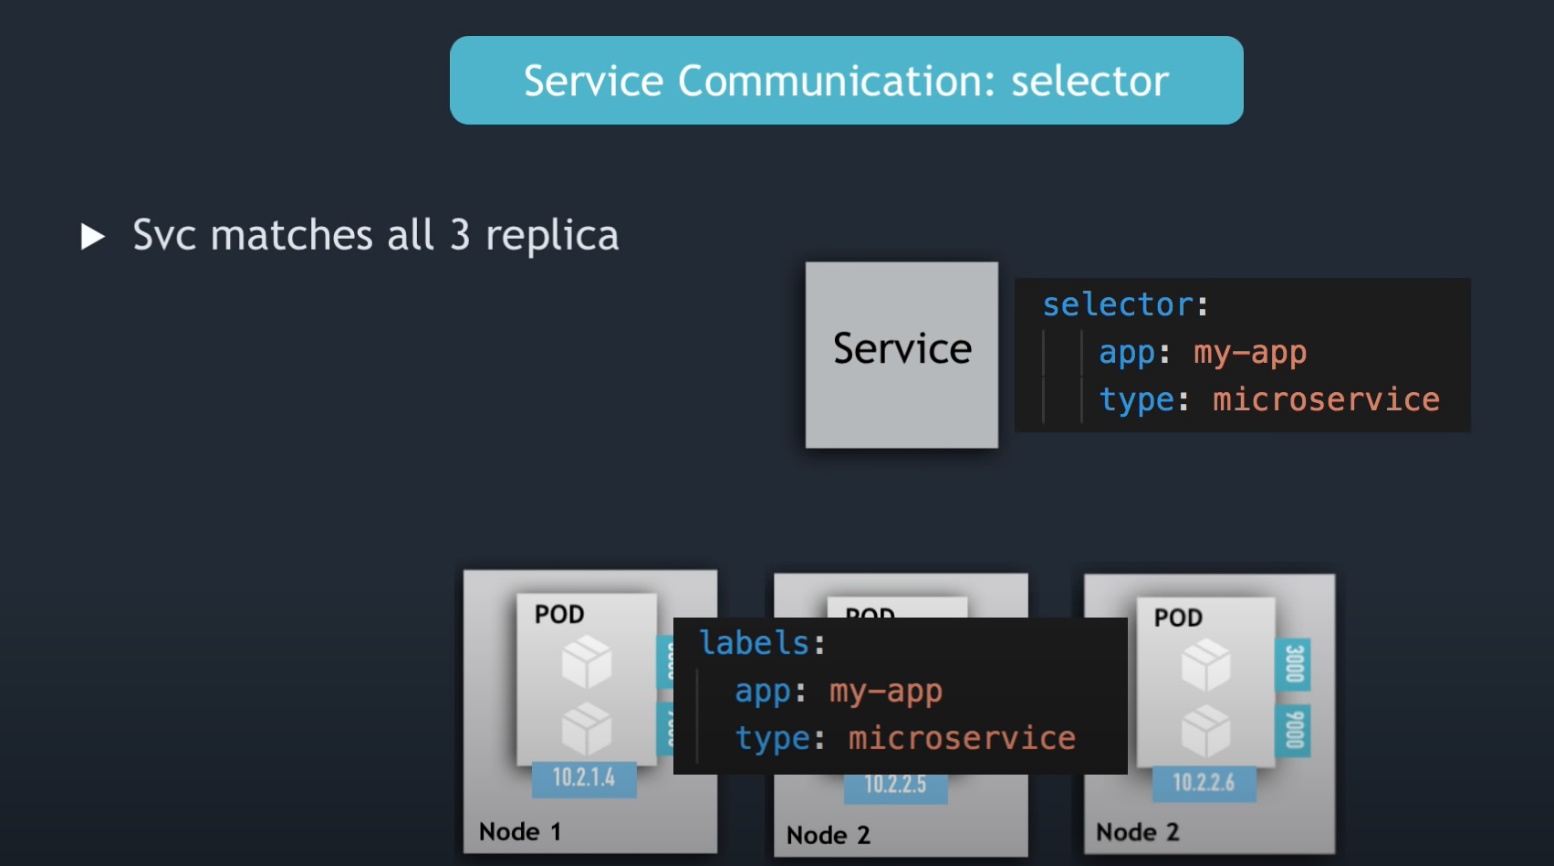 Service Communication: selector
Svc matches all 3 replica
Service
selector:
app: my-app
type: microservice
POD
POD
POD
labels:
app: my-app
type: microservice
3000
9000
10.2.1.4
10.2.2.5
10.2.2.6
Node 1
Node 2
Node 2